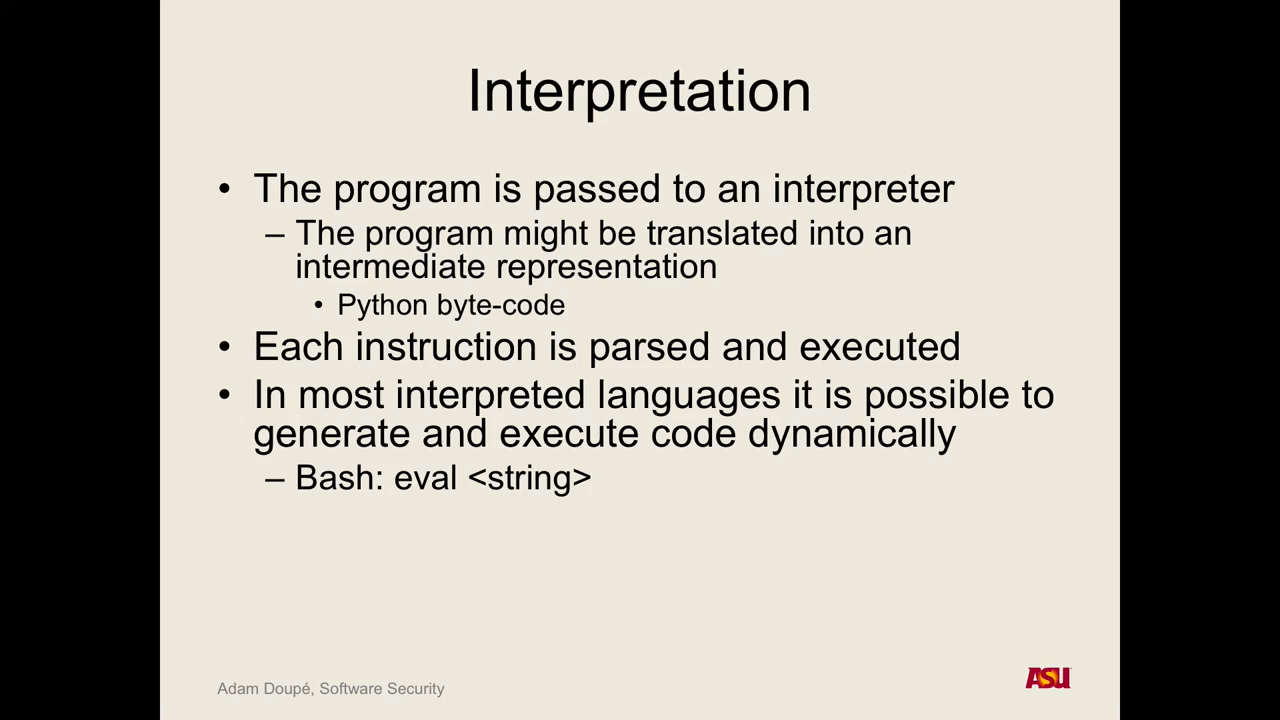 Interpretation
• The program is passed to an interpreter
– The program might be translated into an
intermediate representation
• Python byte-code
• Each instruction is parsed and executed
• In most interpreted languages it is possible to
generate and execute code dynamically
– Bash: eval <string>
Adam Doupé, Software Security
ASU